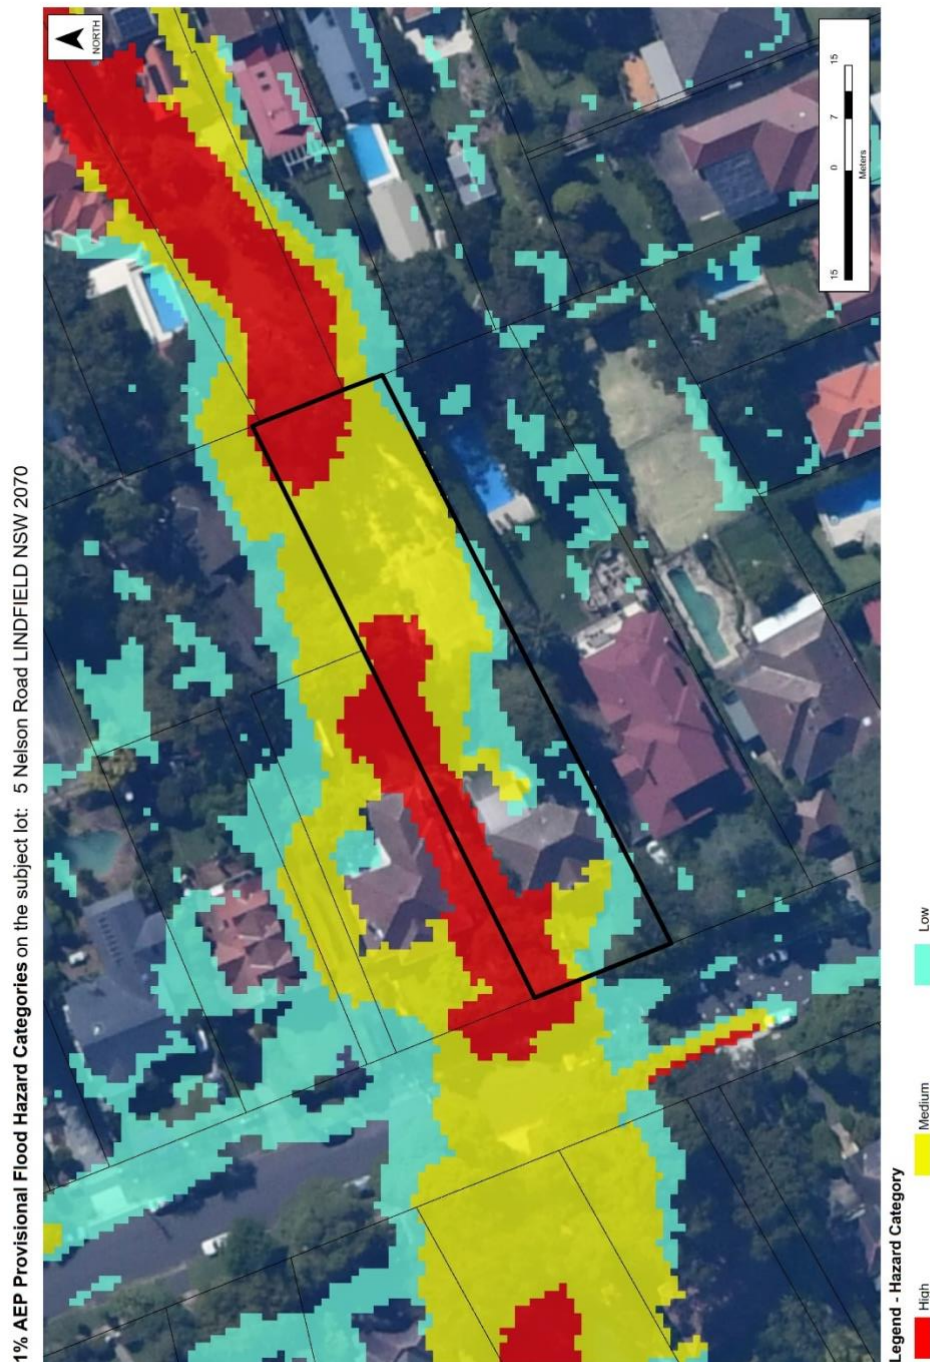 1% AEP Provisional Flood Hazard Categories on the subject lot: 5 Nelson Road LINDFIELD NSW 2070
NORTH
15 7 0 15
Meters
Legend - Hazard Category
High Medium Low